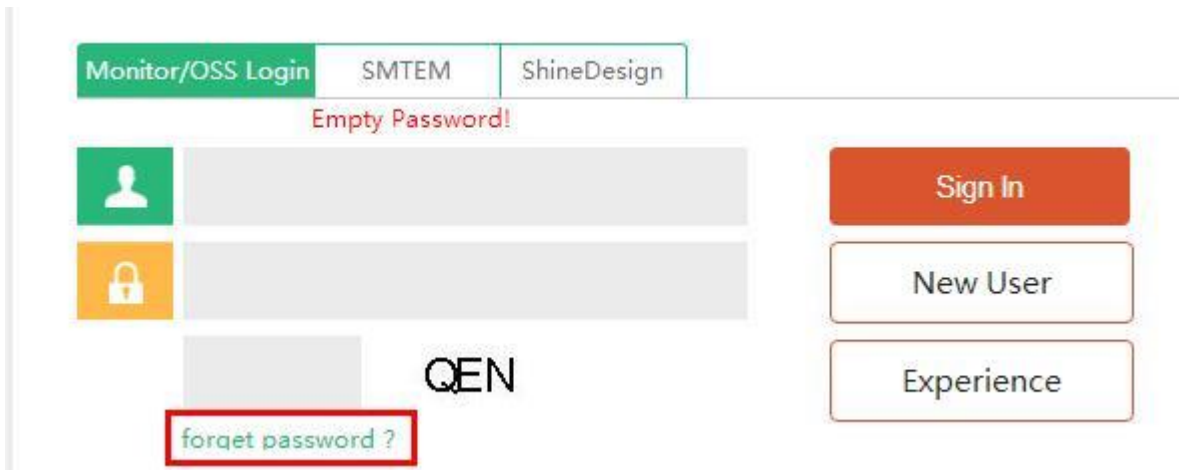 Monitor/OSS Login SMTEM ShineDesign
Empty Password!
Sign In
New User
QEN
Experience
forget password ?